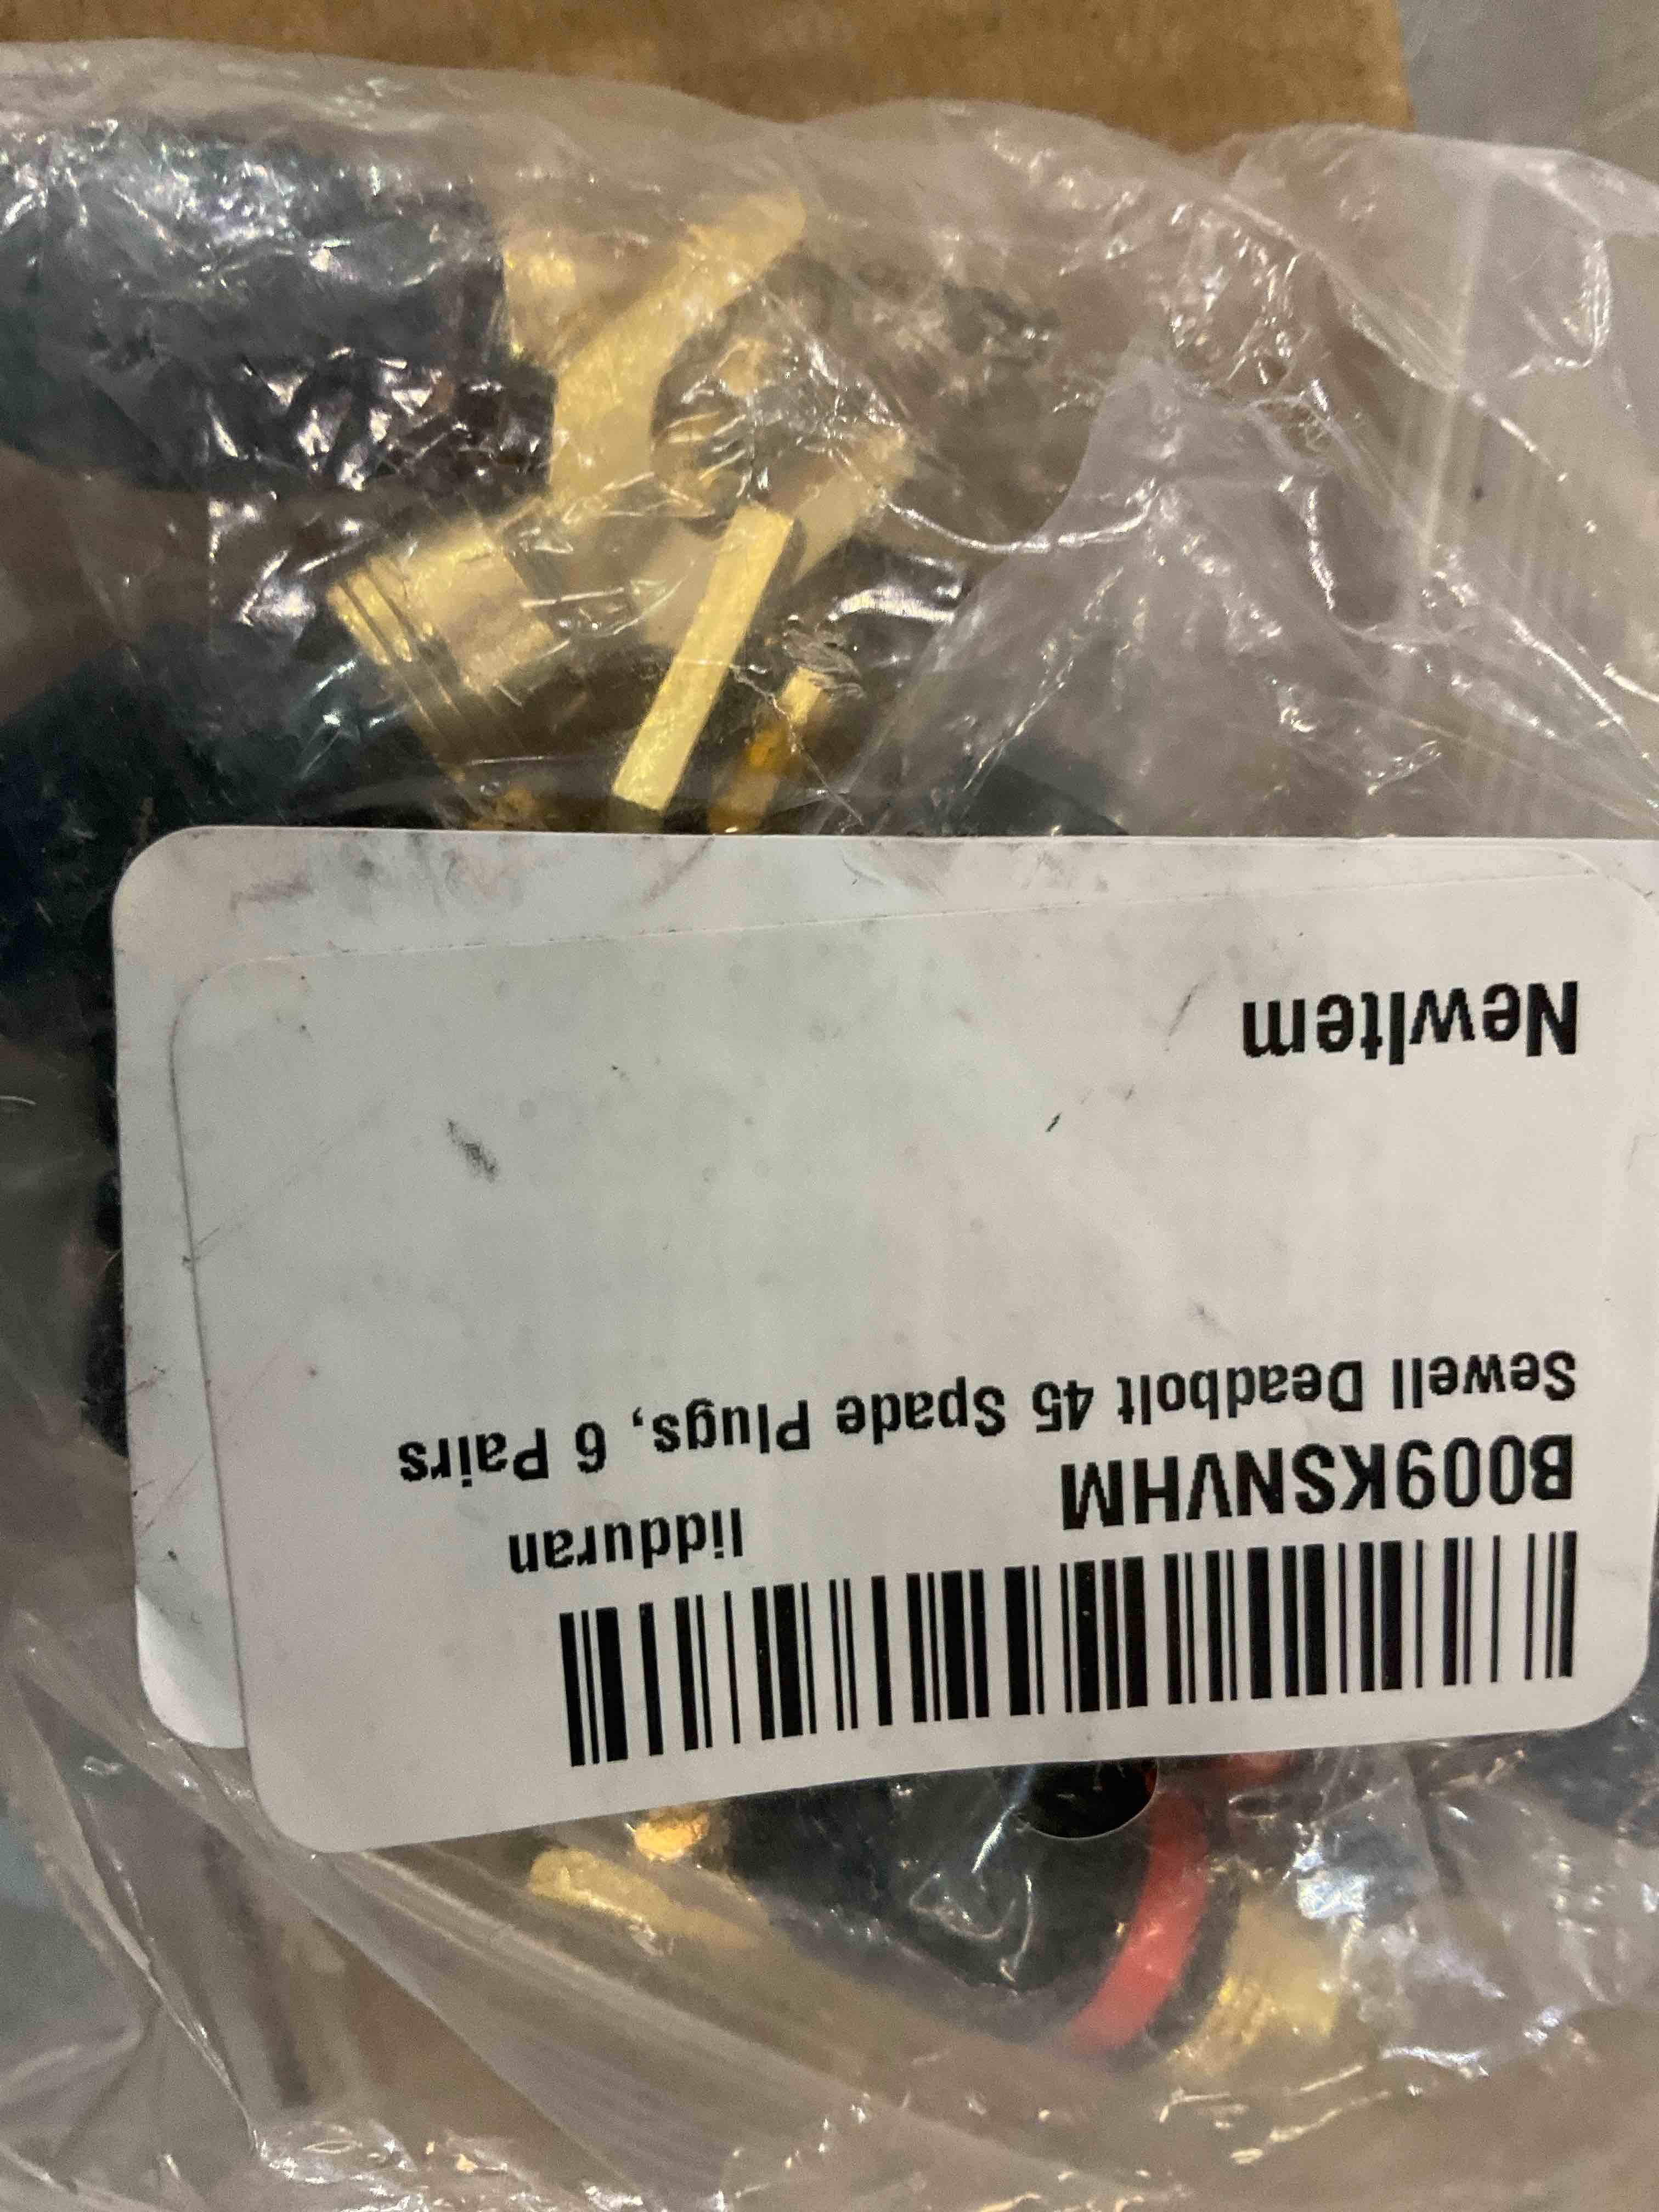 lidduran
B009KSNVHM
Sewell Deadbolt 45 Spade Plugs, 6 Pairs
NewItem